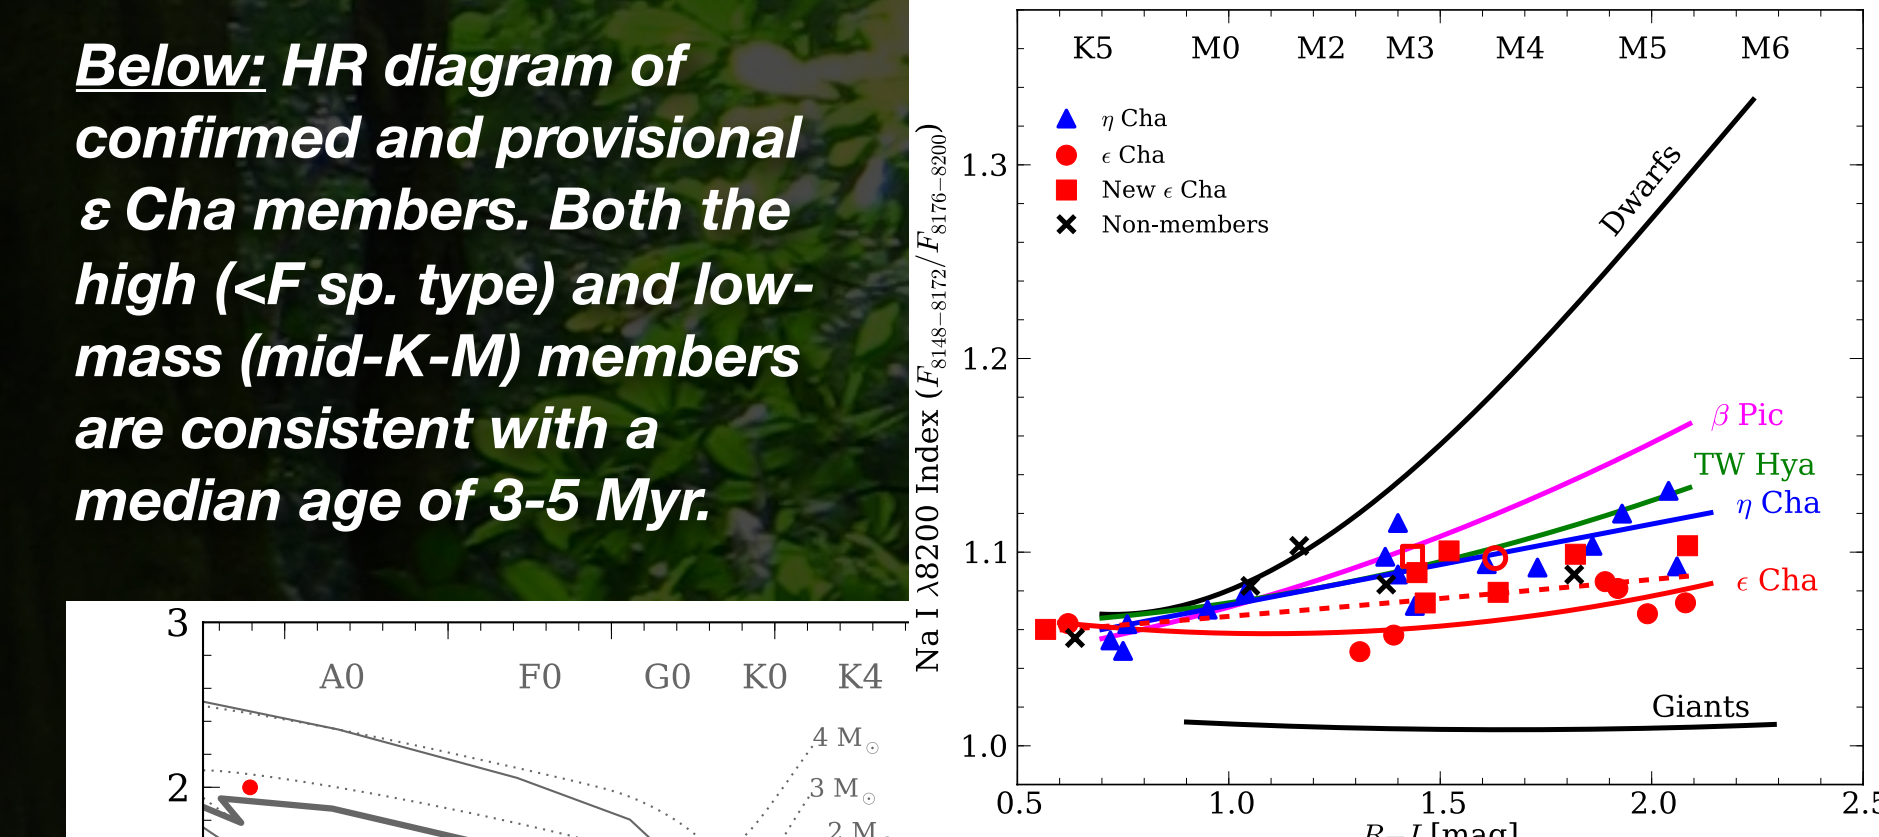 Below: HR diagram of
confirmed and provisional
ε Cha members. Both the
high (<F sp. type) and low-
mass (mid-K-M) members
are consistent with a
median age of 3-5 Myr.
3
2
A0 F0 G0 K0 K4
4 M☉
3 M☉
2 M
Na I λ8200 Index (F8148−8172/F8176−8200)
K5 M0 M2 M3 M4 M5 M6
η Cha
ϵ Cha
New ϵ Cha
Non-members
1.3
1.2
1.1
1.0
Dwarfs
β Pic
TW Hya
η Cha
ϵ Cha
Giants
0.5 1.0 1.5 2.0 2.5
R−I [mag]